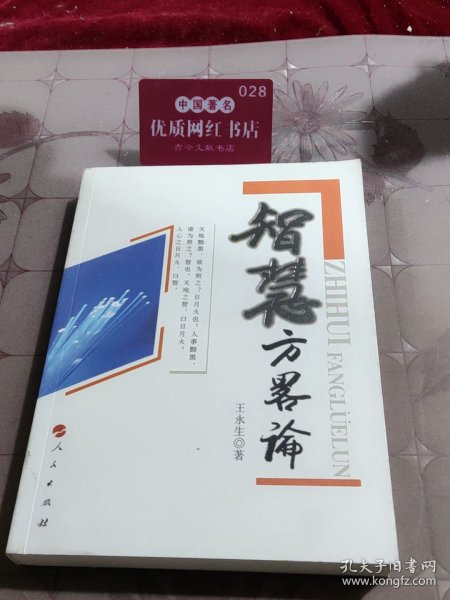 028
中国著名
优质网红书店
古今文献书店
智慧
方畧論
ZHIHUI FANGLÜELUN
王永生◎著
天地黝黑，谁为照之？日月火也，人事黝黑，
谁为照之？智也，天地之智，曰日月火，
人心之日月火，曰智。
人民出版社
孔夫子旧书网
www.kongfz.com